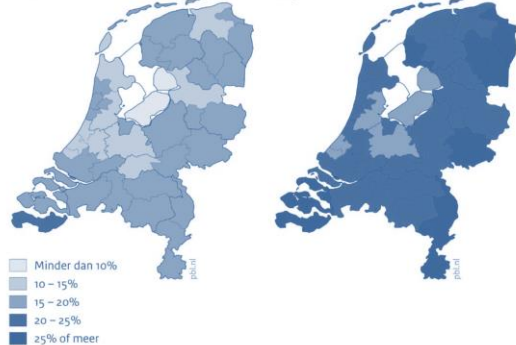 Minder dan 10%
10 – 15%
15 – 20%
20 – 25%
25% of meer
pbl.nl
pbl.nl